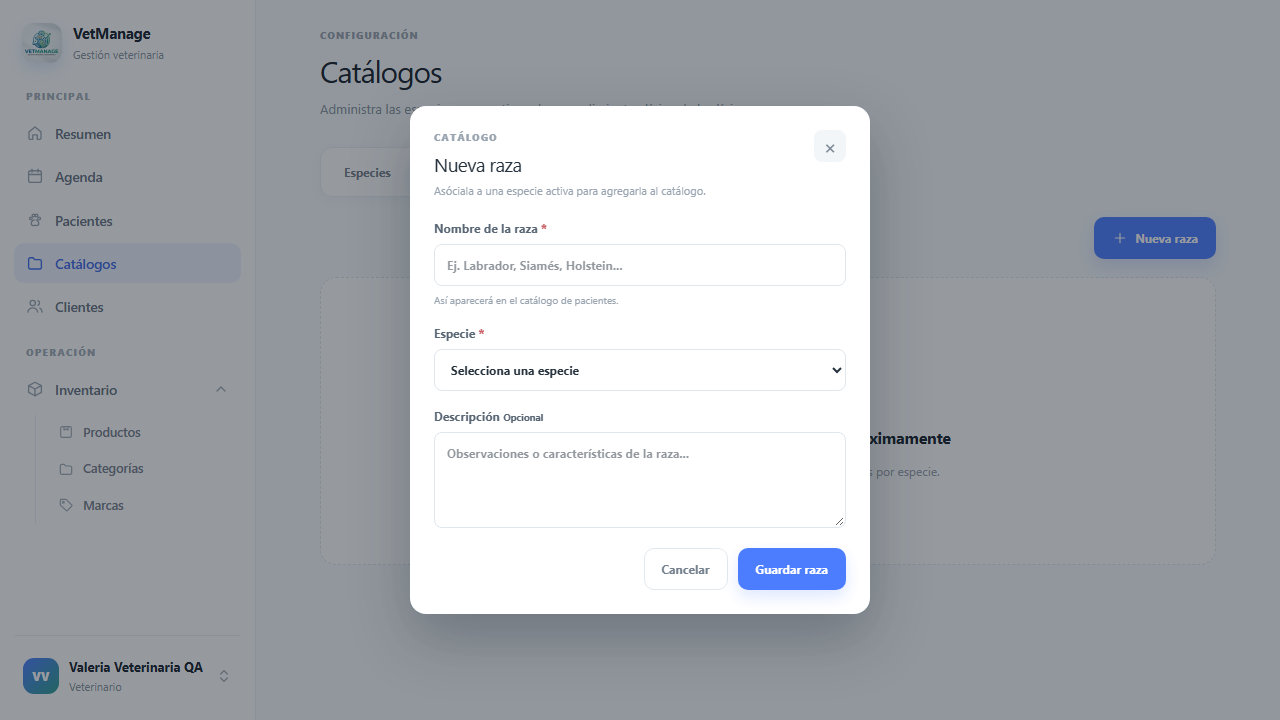 VetManage
Gestión veterinaria
PRINCIPAL
Resumen
Agenda
Pacientes
Catálogos
Clientes
OPERACIÓN
Inventario
Productos
Categorías
Marcas
Valeria Veterinaria QA
Veterinario
VV
CONFIGURACIÓN
Catálogos
Administra las
Especies
Nueva raza
CATÁLOGO
Nueva raza
Asóciala a una especie activa para agregarla al catálogo.
Nombre de la raza *
Ej. Labrador, Siamés, Holstein...
Así aparecerá en el catálogo de pacientes.
Especie *
Selecciona una especie
Descripción Opcional
Observaciones o características de la raza...
Cancelar
Guardar raza
ximamente
por especie.